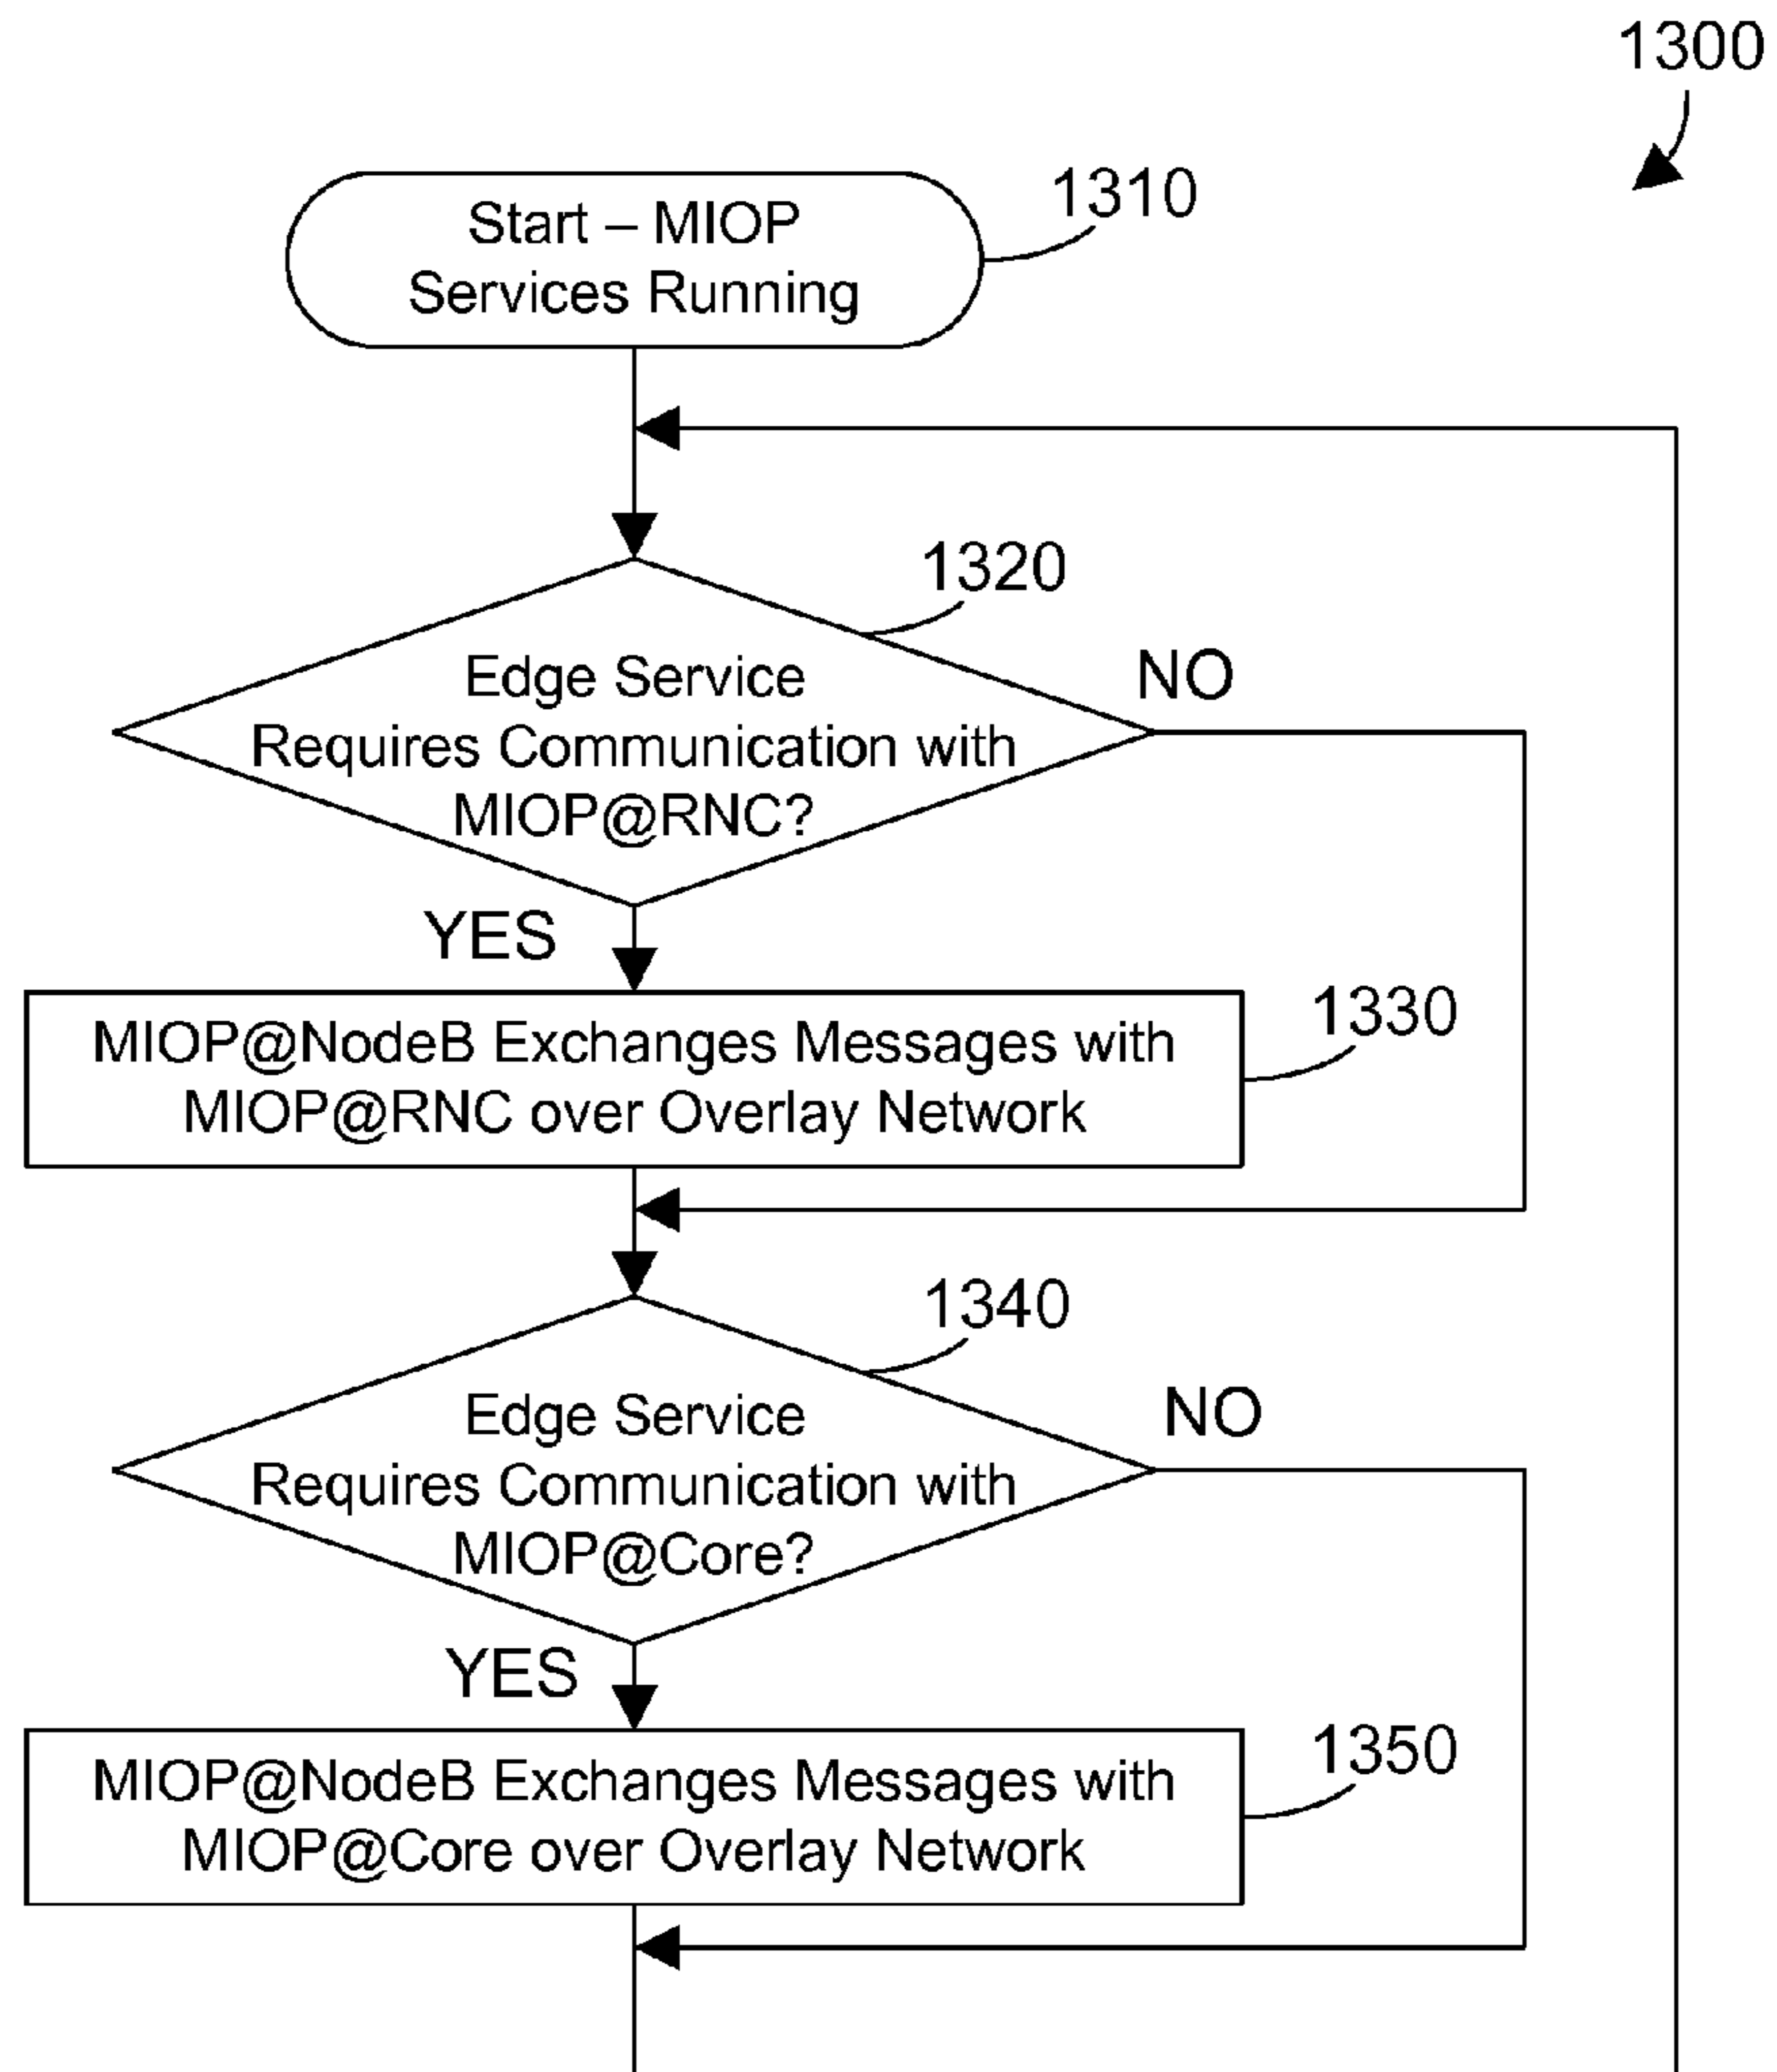 1300
Start – MIOP
Services Running
1310
1320
Edge Service
Requires Communication with
MIOP@RNC?
NO
YES
MIOP@NodeB Exchanges Messages with
MIOP@RNC over Overlay Network
1330
1340
Edge Service
Requires Communication with
MIOP@Core?
NO
YES
MIOP@NodeB Exchanges Messages with
MIOP@Core over Overlay Network
1350